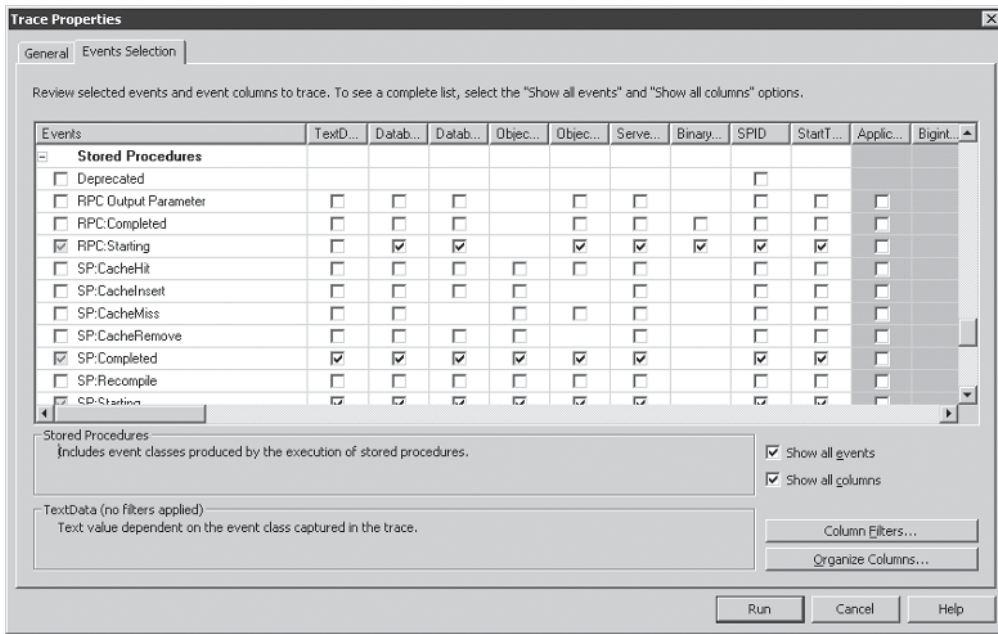 Trace Properties
General Events Selection
Review selected events and event columns to trace. To see a complete list, select the "Show all events" and "Show all columns" options.
Events TextD... Datab... Datab... Objec... Objec... Serve... Binary... SPID StartT... Applic... Bigint...
Stored Procedures
Deprecated
RPC Output Parameter
RPC:Completed
RPC:Starting
SP:CacheHit
SP:CacheInsert
SP:CacheMiss
SP:CacheRemove
SP:Completed
SP:Recompile
SP:Starting
Stored Procedures
Includes event classes produced by the execution of stored procedures.
Show all events
Show all columns
TextData (no filters applied)
Text value dependent on the event class captured in the trace.
Column Filters...
Organize Columns...
Run Cancel Help